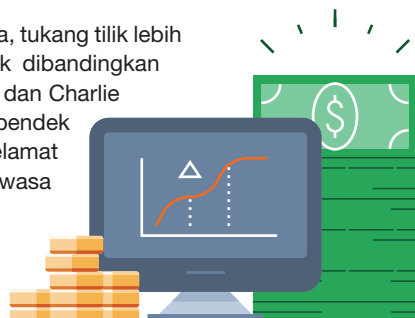 a, tukang tilik lebih
k dibandingkan
dan Charlie
pendek
elamat
wasa
$